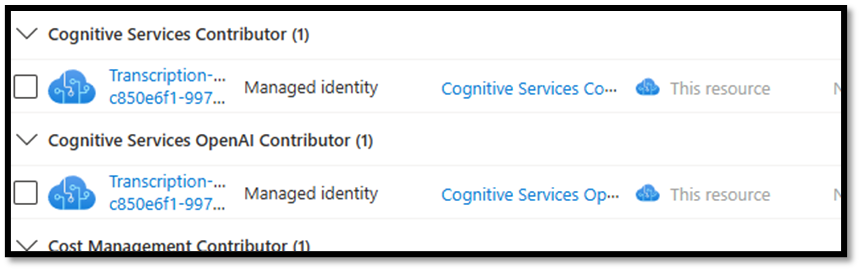 Cognitive Services Contributor (1)
Transcription-...
c850e6f1-997...
Managed identity
Cognitive Services Co...
This resource
Cognitive Services OpenAI Contributor (1)
Transcription-...
c850e6f1-997...
Managed identity
Cognitive Services Op...
This resource
Cost Management Contributor (1)